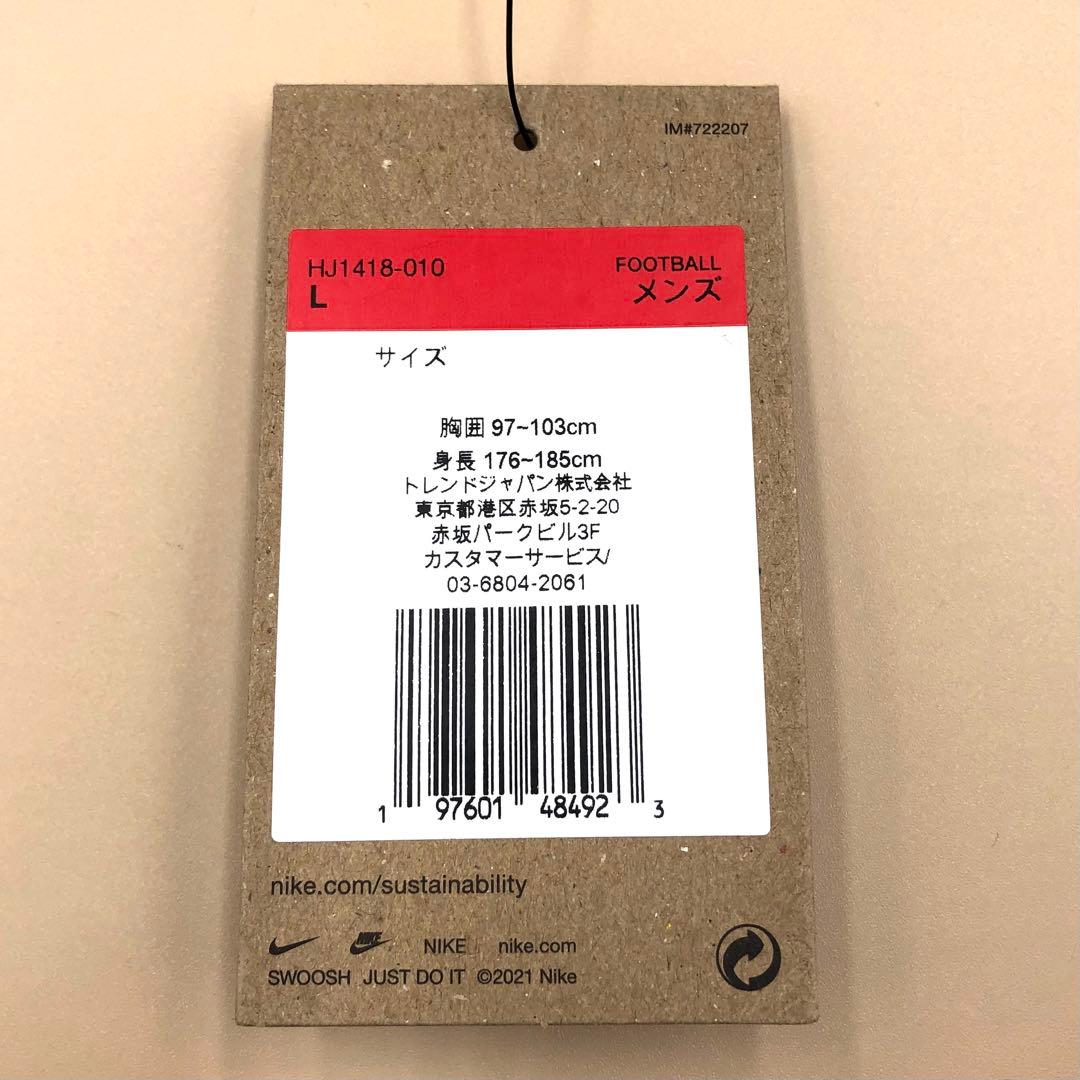 IM#722207
HJ1418-010 FOOTBALL
L メンズ
サイズ
胸囲 97~103cm
身長 176~185cm
トレンドジャパン株式会社
東京都港区赤坂5-2-20
赤坂パークビル3F
カスタマーサービス/
03-6804-2061
1 97601 48492 3
nike.com/sustainability
NIKE NIKE nike.com
SWOOSH JUST DO IT ©2021 Nike